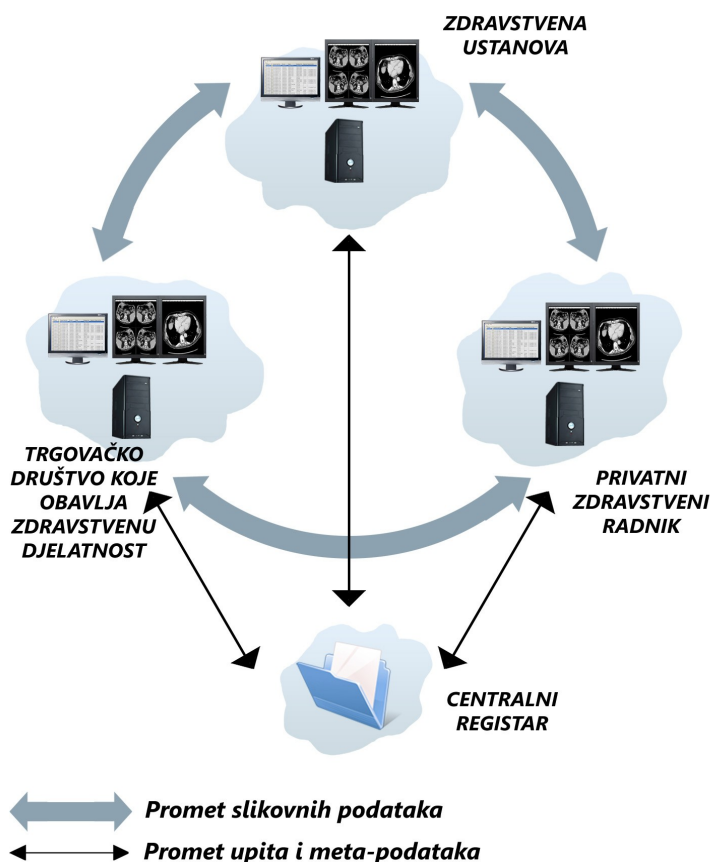 ZDRAVSTVENA
USTANOVA
TRGOVAČKO
DRUŠTVO KOJE
OBAVLJA
ZDRAVSTVENU
DJELATNOST
PRIVATNI
ZDRAVSTVENI
RADNIK
CENTRALNI
REGISTAR
Promet slikovnih podataka
Promet upita i meta-podataka